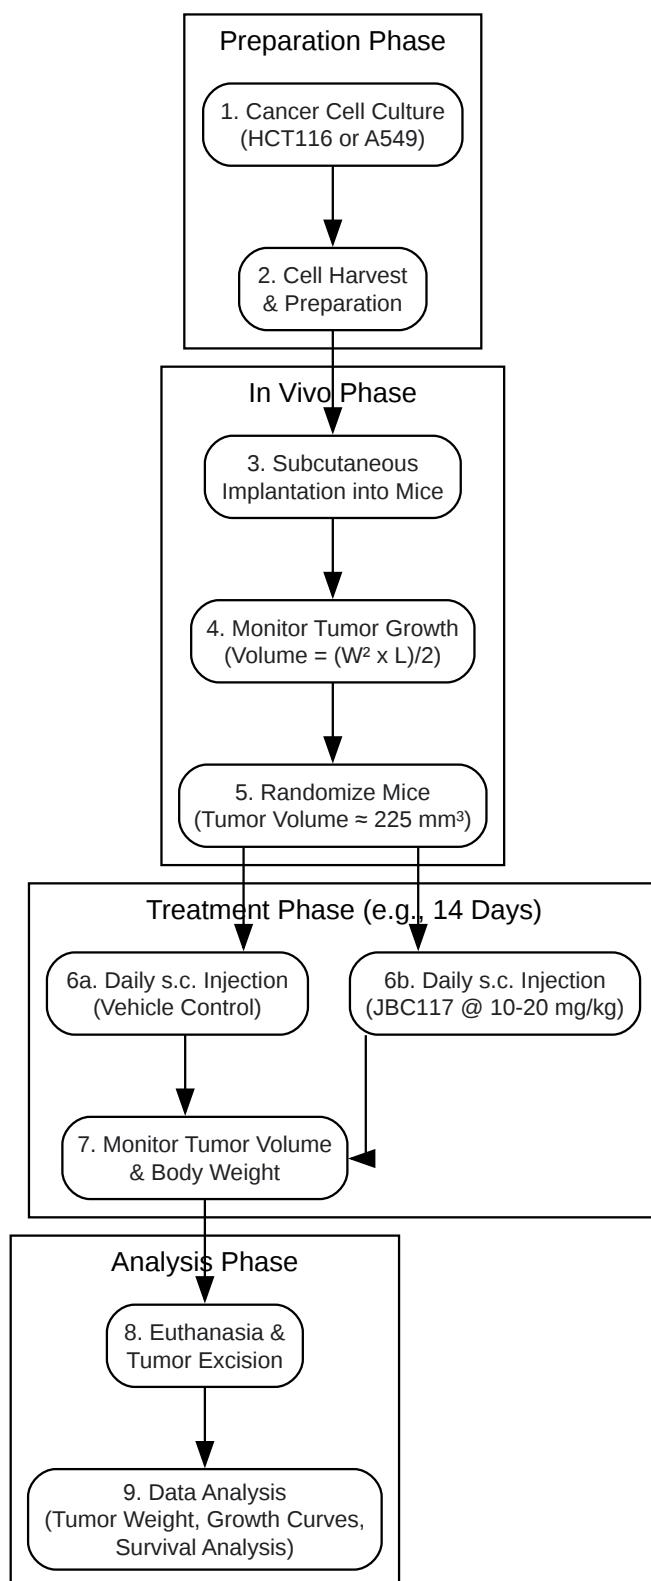 Preparation Phase
1. Cancer Cell Culture
(HCT116 or A549)
2. Cell Harvest
& Preparation
In Vivo Phase
3. Subcutaneous
Implantation into Mice
4. Monitor Tumor Growth
(Volume = (W² x L)/2)
5. Randomize Mice
(Tumor Volume ≈ 225 mm³)
Treatment Phase (e.g., 14 Days)
6a. Daily s.c. Injection
(Vehicle Control)
6b. Daily s.c. Injection
(JBC117 @ 10-20 mg/kg)
7. Monitor Tumor Volume
& Body Weight
Analysis Phase
8. Euthanasia &
Tumor Excision
9. Data Analysis
(Tumor Weight, Growth Curves,
Survival Analysis)